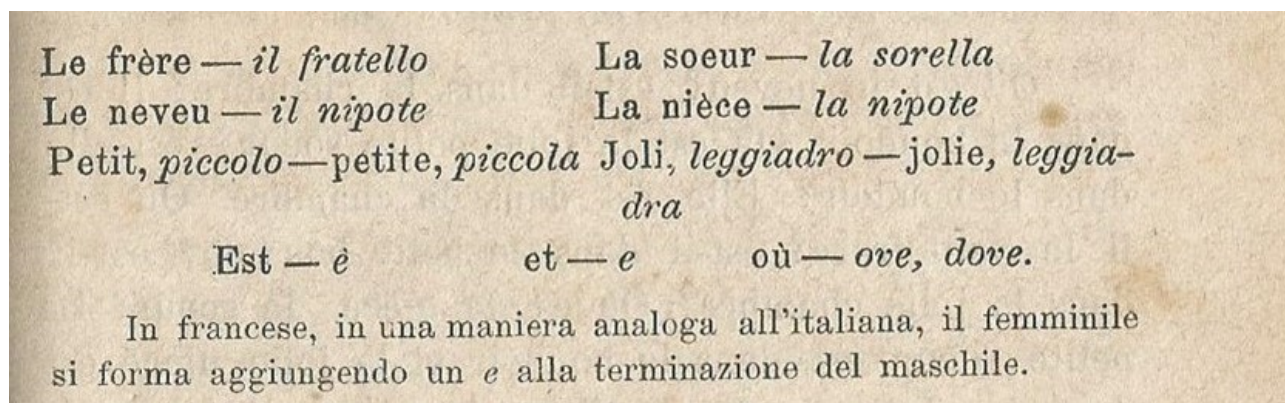 Le frère — il fratello La soeur — la sorella
Le neveu — il nipote La nièce — la nipote
Petit, piccolo — petite, piccola Joli, leggiadro — jolie, leggia-
dra
Est — è et — e où — ove, dove.
In francese, in una maniera analoga all'italiana, il femminile
si forma aggiungendo un e alla terminazione del maschile.